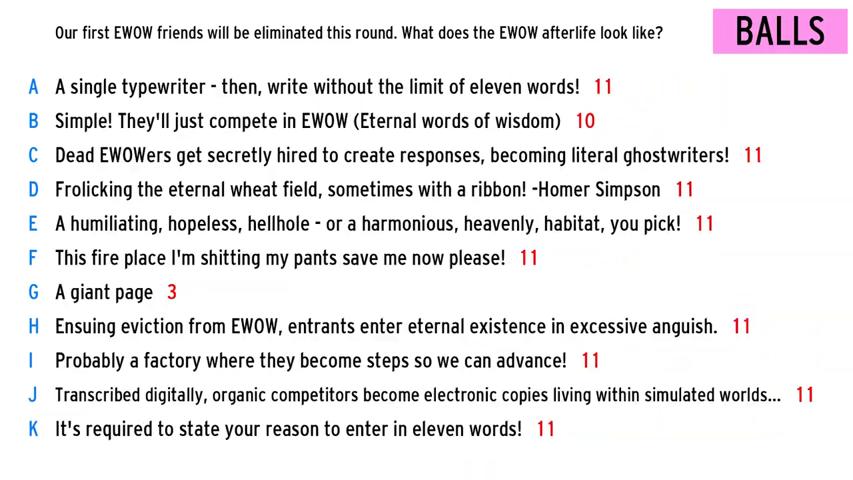 Our first EWOW friends will be eliminated this round. What does the EWOW afterlife look like?
BALLS
A A single typewriter - then, write without the limit of eleven words! 11
B Simple! They'll just compete in EWOW (Eternal words of wisdom) 10
C Dead EWOWers get secretly hired to create responses, becoming literal ghostwriters! 11
D Frolicking the eternal wheat field, sometimes with a ribbon! -Homer Simpson 11
E A humiliating, hopeless, hellhole - or a harmonious, heavenly, habitat, you pick! 11
F This fire place I'm shitting my pants save me now please! 11
G A giant page 3
H Ensuing eviction from EWOW, entrants enter eternal existence in excessive anguish. 11
I Probably a factory where they become steps so we can advance! 11
J Transcribed digitally, organic competitors become electronic copies living within simulated worlds... 11
K It's required to state your reason to enter in eleven words! 11